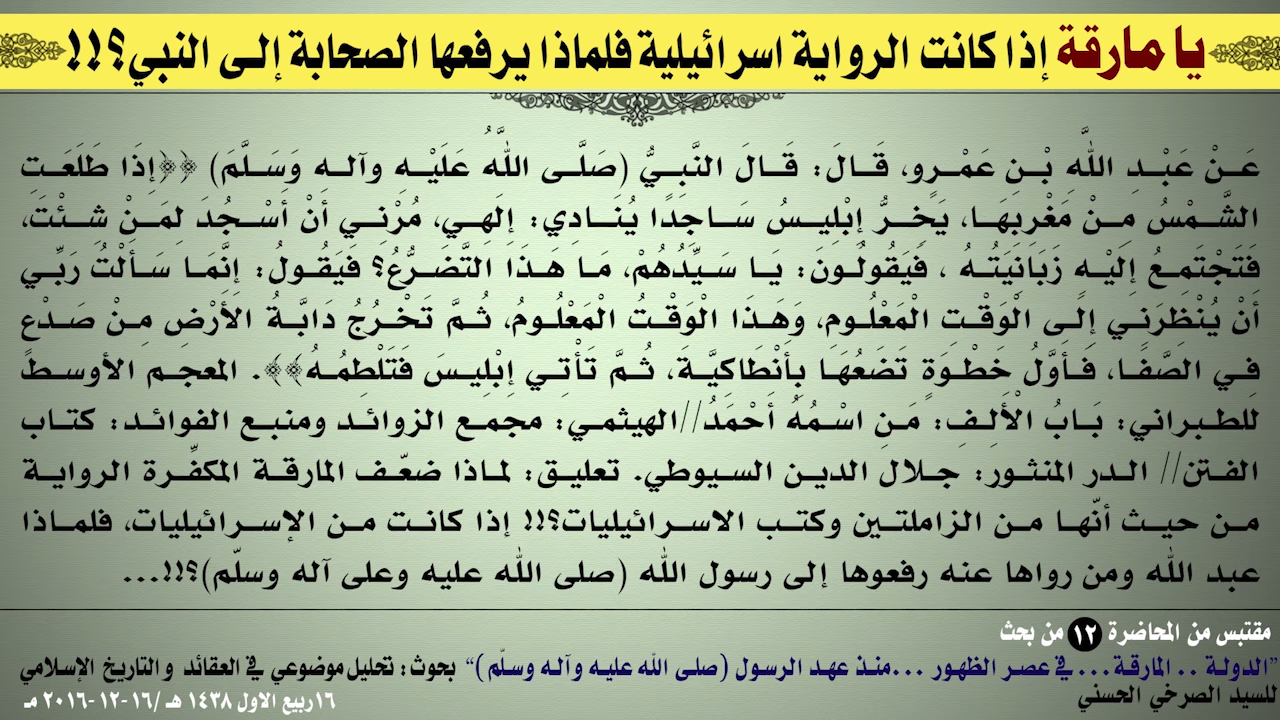 يا مارقة إذا كانت الرواية اسرائيلية فلماذا يرفعها الصحابة إلى النبي؟!!
عَنْ عَبْدِ اللَّهِ بْنِ عَمْرٍو، قَالَ: قَالَ النَّبِيُّ (صَلَّى اللَّهُ عَلَيْهِ وآله وَسَلَّمَ) ﴿﴿إِذَا طَلَعَتِ
الشَّمْسُ مِنْ مَغْرِبِهَا، يَخِرُّ إِبْلِيسُ سَاجِدًا يُنَادِي: إِلَهِي، مُرْنِي أَنْ أَسْجُدَ لِمَنْ شِئْتَ،
فَتَجْتَمِعُ إِلَيْهِ زَبَانِيَتُهُ ، فَيَقُولُونَ: يَا سَيِّدُهُمْ، مَا هَذَا التَّضَرُّعُ؟ فَيَقُولُ: إِنَّمَا سَأَلْتُ رَبِّي
أَنْ يُنْظِرَنِي إِلَى الْوَقْتِ الْمَعْلُومِ، وَهَذَا الْوَقْتُ الْمَعْلُومُ، ثُمَّ تَخْرُجُ دَابَّةُ الأَرْضِ مِنْ صَدْعٍ
فِي الصَّفَا، فَأَوَّلُ خِطْوَةٍ تَضَعُهَا بِأَنْطَاكِيَّةَ، ثُمَّ تَأْتِي إِبْلِيسَ فَتَلْطِمُهُ﴾﴾. المعجم الأوسط
للطبراني: بَابُ الْأَلِفِ: مَنِ اسْمُهُ أَحْمَدُ//الهيثمي: مجمع الزوائد ومنبع الفوائد: كتاب
الفتن// الدر المنثور: جلال الدين السيوطي. تعليق: لماذا ضعّف المارقة المكفّرة الرواية
من حيث أنّها من الزاملتين وكتب الاسرائيليات؟!! إذا كانت من الإسرائيليات، فلماذا
عبد الله ومن رواها عنه رفعوها إلى رسول الله (صلى الله عليه وعلى آله وسلّم)؟!!...
مقتبس من المحاضرة ١٢ من بحث
"الدولة .. المارقة... في عصر الظهور ...منذ عهد الرسول (صلى الله عليه وآله وسلّم)" بحوث: تحليل موضوعي في العقائد و التاريخ الإسلامي
للسيد الصرخي الحسني
١٦ربيع الاول ١٤٣٨ هـ /١٦-١٢-٢٠١٦ مـ